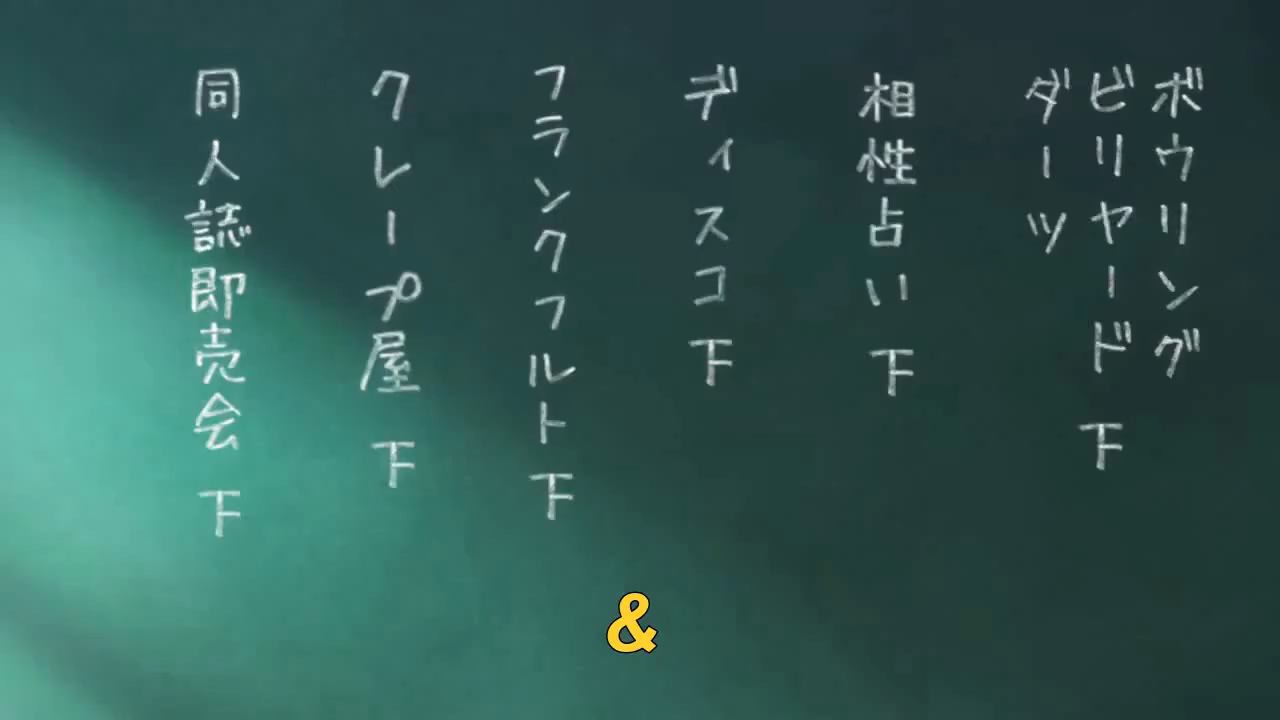 ボウリング
ビリヤード 下
ダーツ
相性占い 下
ディスコ 下
フランクフルト 下
クレープ屋 下
同人誌即売会 下
&